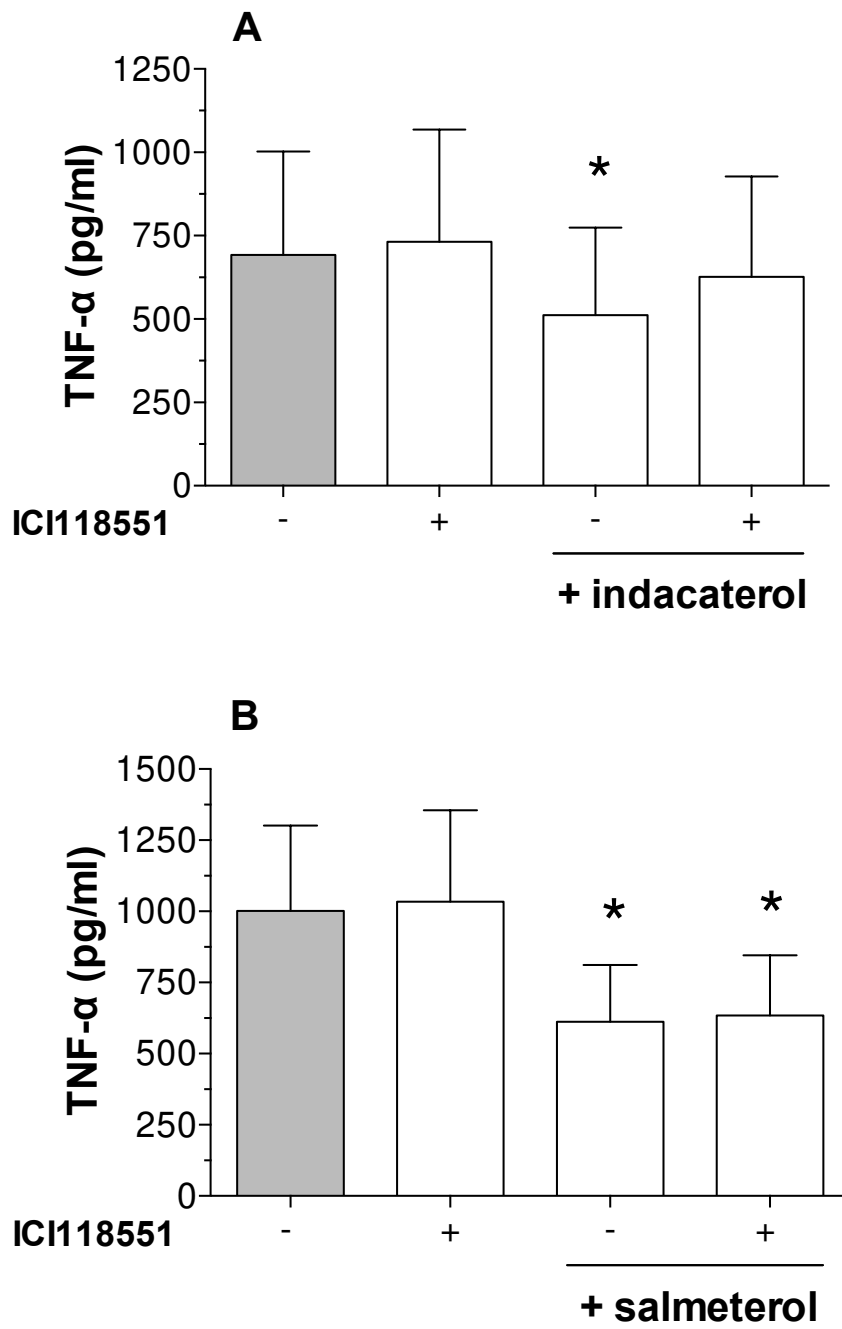 A
1250
1000
750
500
250
0
TNF-α (pg/ml)
*
ICI118551 - + - +
+ indacaterol
B
1500
1250
1000
750
500
250
0
TNF-α (pg/ml)
* *
ICI118551 - + - +
+ salmeterol